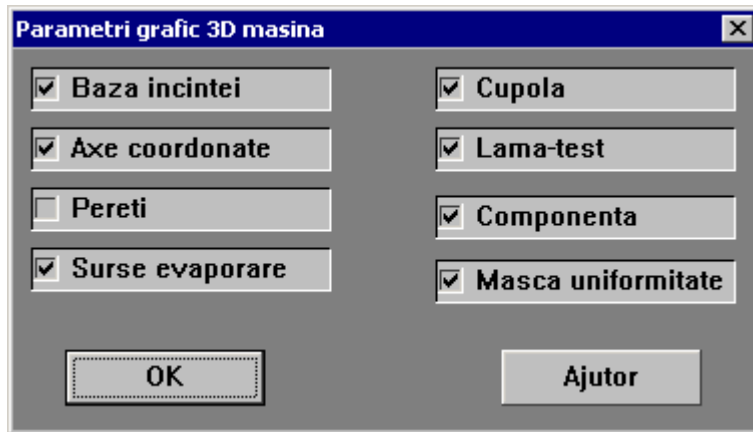 Parametri grafic 3D masina
Baza incintei
Cupola
Axe coordonate
Lama-test
Pereti
Componenta
Surse evaporare
Masca uniformitate
OK
Ajutor